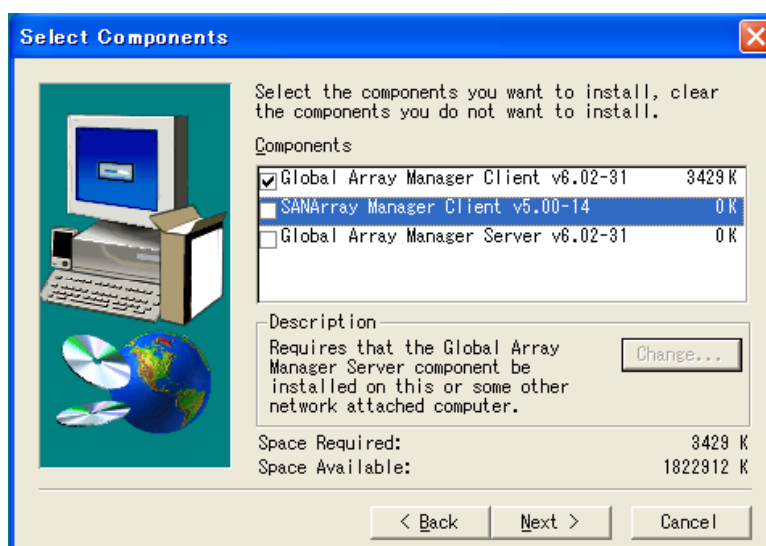 Select Components
Select the components you want to install, clear
the components you do not want to install.
Components
Global Array Manager Client v6.02-31 3429 K
SANArray Manager Client v5.00-14 0 K
Global Array Manager Server v6.02-31 0 K
Description
Requires that the Global Array
Manager Server component be
installed on this or some other
network attached computer.
Change...
Space Required: 3429 K
Space Available: 1822912 K
< Back Next > Cancel